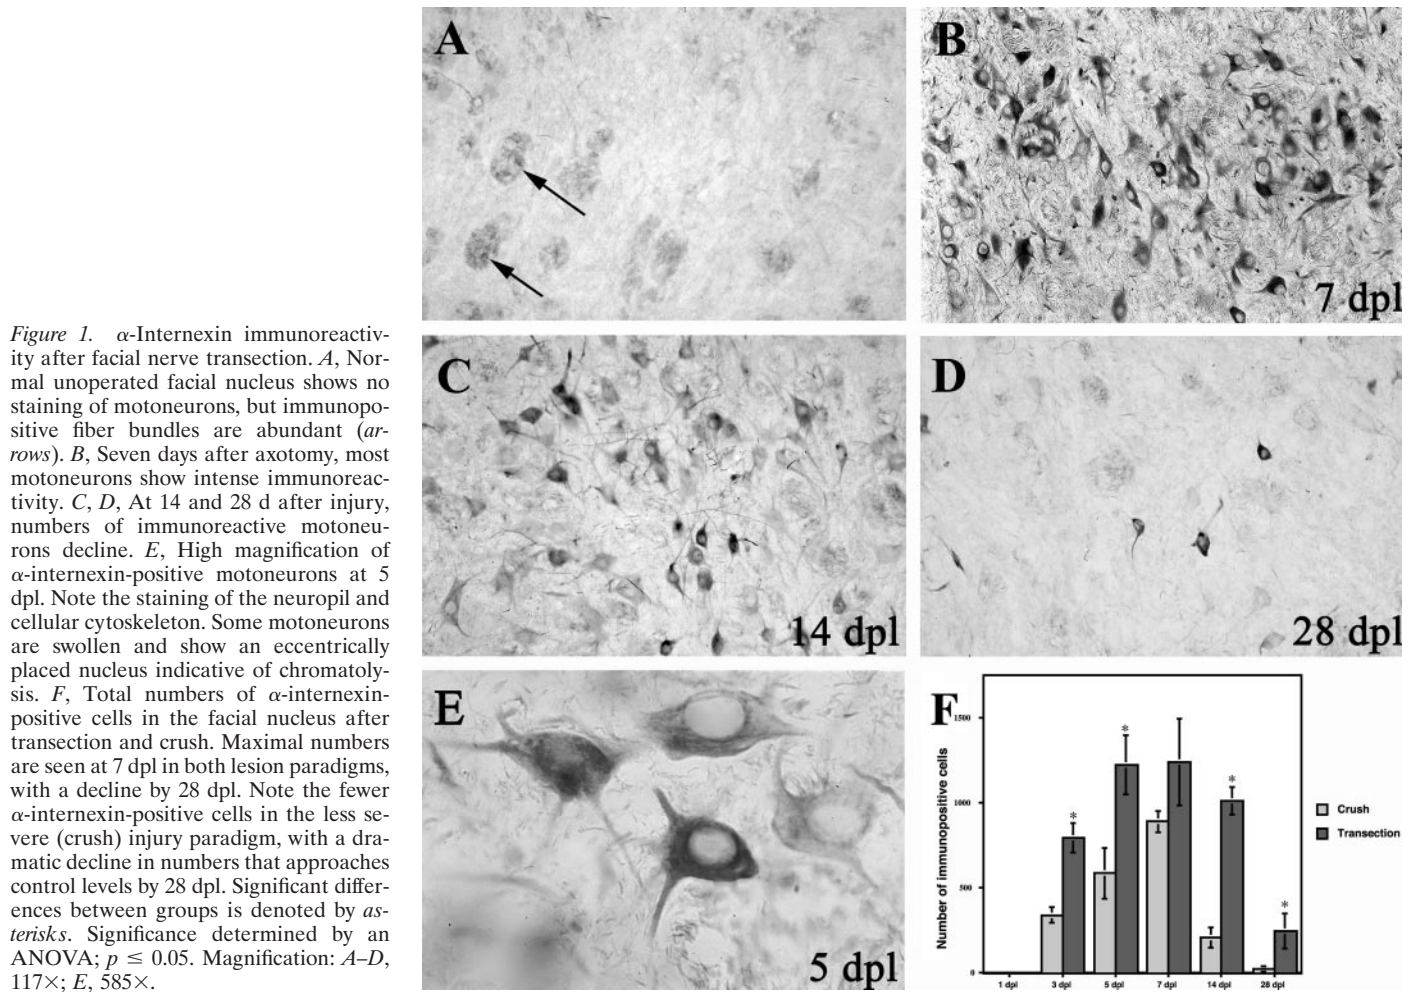 Figure 1. α-Internexin immunoreactiv-
ity after facial nerve transection. A, Nor-
mal unoperated facial nucleus shows no
staining of motoneurons, but immunopo-
sitive fiber bundles are abundant (ar-
rows). B, Seven days after axotomy, most
motoneurons show intense immunoreac-
tivity. C, D, At 14 and 28 d after injury,
numbers of immunoreactive motoneu-
rons decline. E, High magnification of
α-internexin-positive motoneurons at 5
dpl. Note the staining of the neuropil and
cellular cytoskeleton. Some motoneurons
are swollen and show an eccentrically
placed nucleus indicative of chromatoly-
sis. F, Total numbers of α-internexin-
positive cells in the facial nucleus after
transection and crush. Maximal numbers
are seen at 7 dpl in both lesion paradigms,
with a decline by 28 dpl. Note the fewer
α-internexin-positive cells in the less se-
vere (crush) injury paradigm, with a dra-
matic decline in numbers that approaches
control levels by 28 dpl. Significant differ-
ences between groups is denoted by as-
terisks. Significance determined by an
ANOVA; p ≤ 0.05. Magnification: A–D,
117×; E, 585×.
A
B
7 dpl
C
14 dpl
D
28 dpl
E
5 dpl
F
Number of immunopositive cells
1500
1000
500
0
* * * *
1 dpl 3 dpl 5 dpl 7 dpl 14 dpl 28 dpl
Crush
Transection